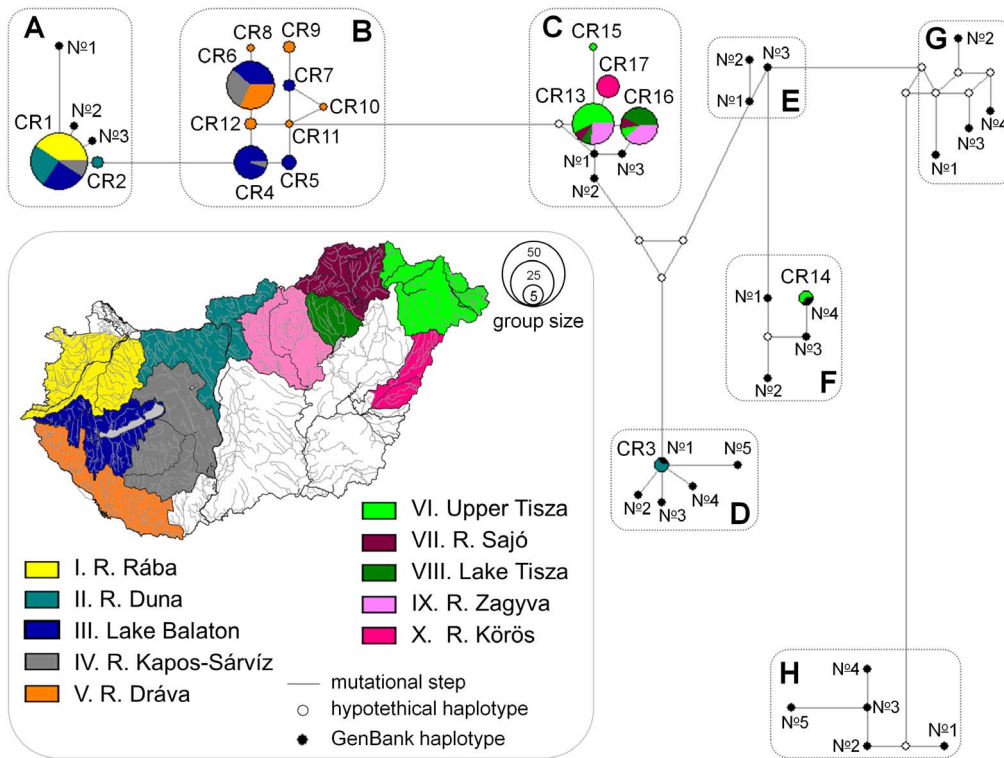 A
№1
CR1
№2
№3
CR2
B
CR8
CR9
CR6
CR7
CR10
CR12
CR11
CR4
CR5
C
CR15
CR17
CR13
CR16
№1
№3
№2
№2
№3
№1
E
G
№2
№4
№3
№1
№1
CR14
№4
№3
№2
F
CR3
№1
№5
№2
№3
№4
D
H
№4
№5
№3
№2
№1
50
25
5
group size
I. R. Rába
II. R. Duna
III. Lake Balaton
IV. R. Kapos-Sárvíz
V. R. Dráva
VI. Upper Tisza
VII. R. Sajó
VIII. Lake Tisza
IX. R. Zagyva
X. R. Körös
mutational step
hypotethical haplotype
GenBank haplotype